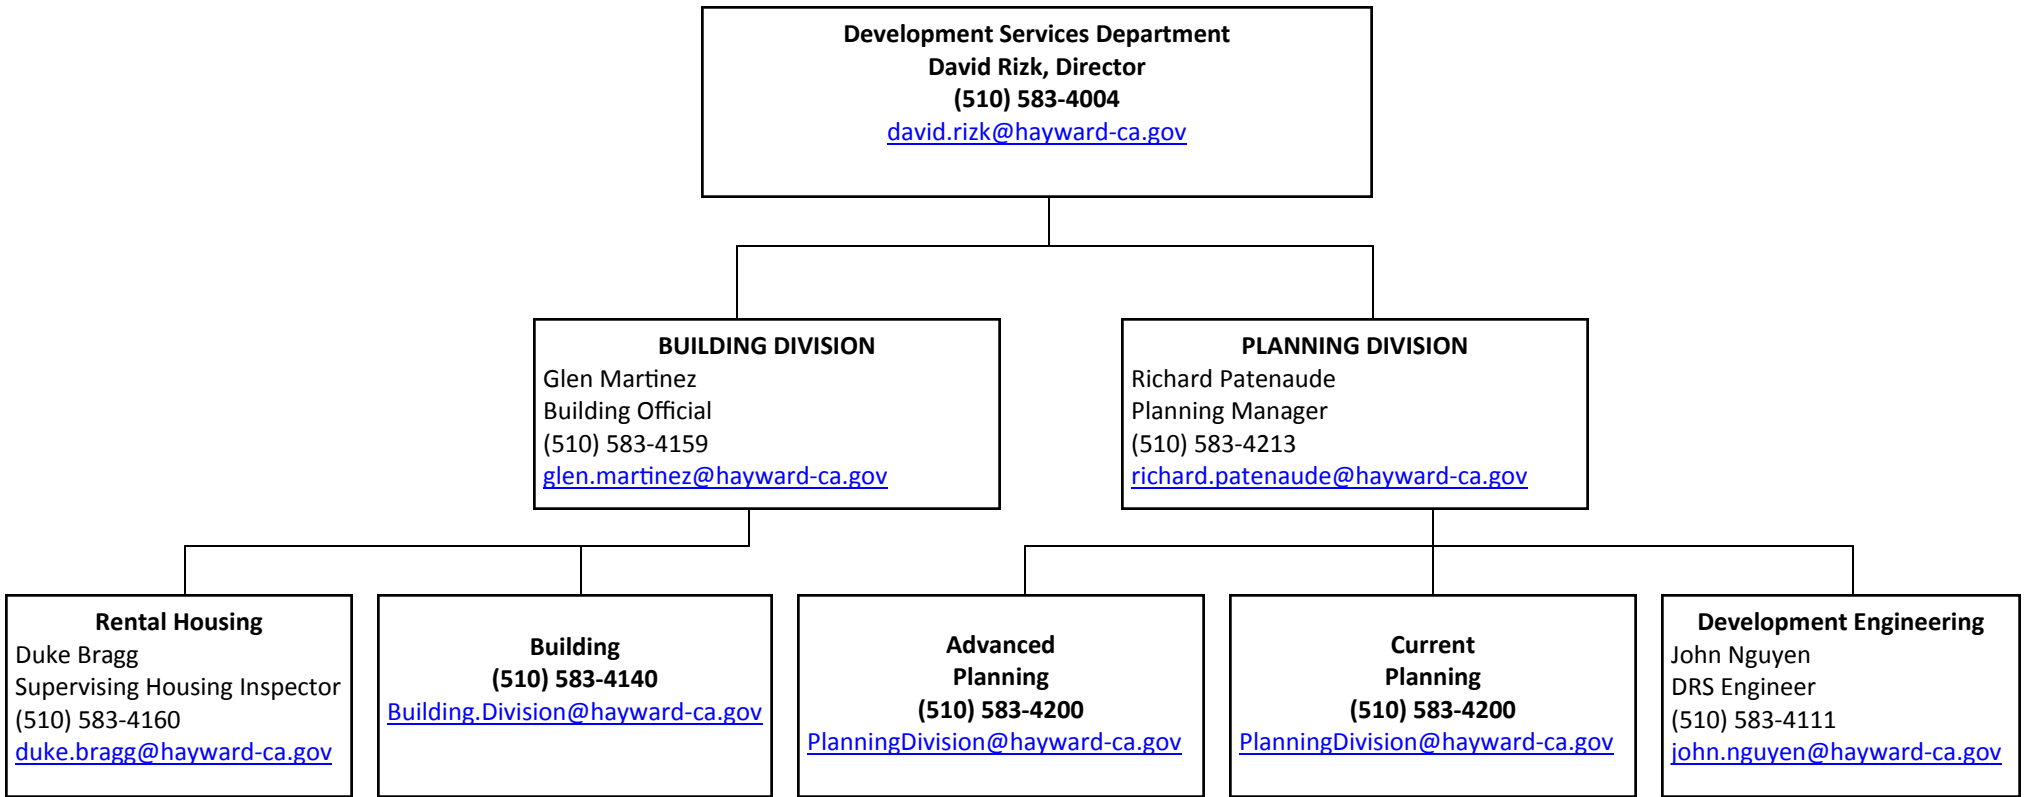 Development Services Department
David Rizk, Director
(510) 583-4004
david.rizk@hayward-ca.gov
BUILDING DIVISION
Glen Martinez
Building Official
(510) 583-4159
glen.martinez@hayward-ca.gov
PLANNING DIVISION
Richard Patenaude
Planning Manager
(510) 583-4213
richard.patenaude@hayward-ca.gov
Rental Housing
Duke Bragg
Supervising Housing Inspector
(510) 583-4160
duke.bragg@hayward-ca.gov
Building
(510) 583-4140
Building.Division@hayward-ca.gov
Advanced
Planning
(510) 583-4200
PlanningDivision@hayward-ca.gov
Current
Planning
(510) 583-4200
PlanningDivision@hayward-ca.gov
Development Engineering
John Nguyen
DRS Engineer
(510) 583-4111
john.nguyen@hayward-ca.gov